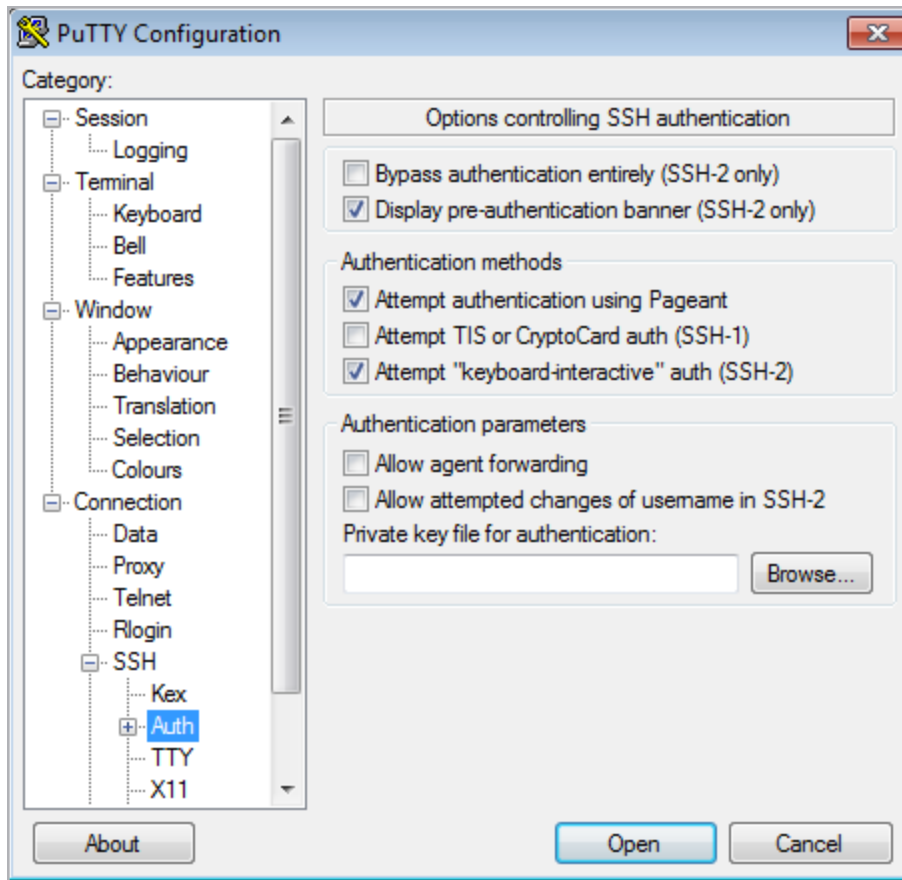 PuTTY Configuration
Category:
Session
Logging
Terminal
Keyboard
Bell
Features
Window
Appearance
Behaviour
Translation
Selection
Colours
Connection
Data
Proxy
Telnet
Rlogin
SSH
Kex
Auth
TTY
X11
Options controlling SSH authentication
Bypass authentication entirely (SSH-2 only)
Display pre-authentication banner (SSH-2 only)
Authentication methods
Attempt authentication using Pageant
Attempt TIS or CryptoCard auth (SSH-1)
Attempt "keyboard-interactive" auth (SSH-2)
Authentication parameters
Allow agent forwarding
Allow attempted changes of username in SSH-2
Private key file for authentication:
Browse...
About
Open
Cancel